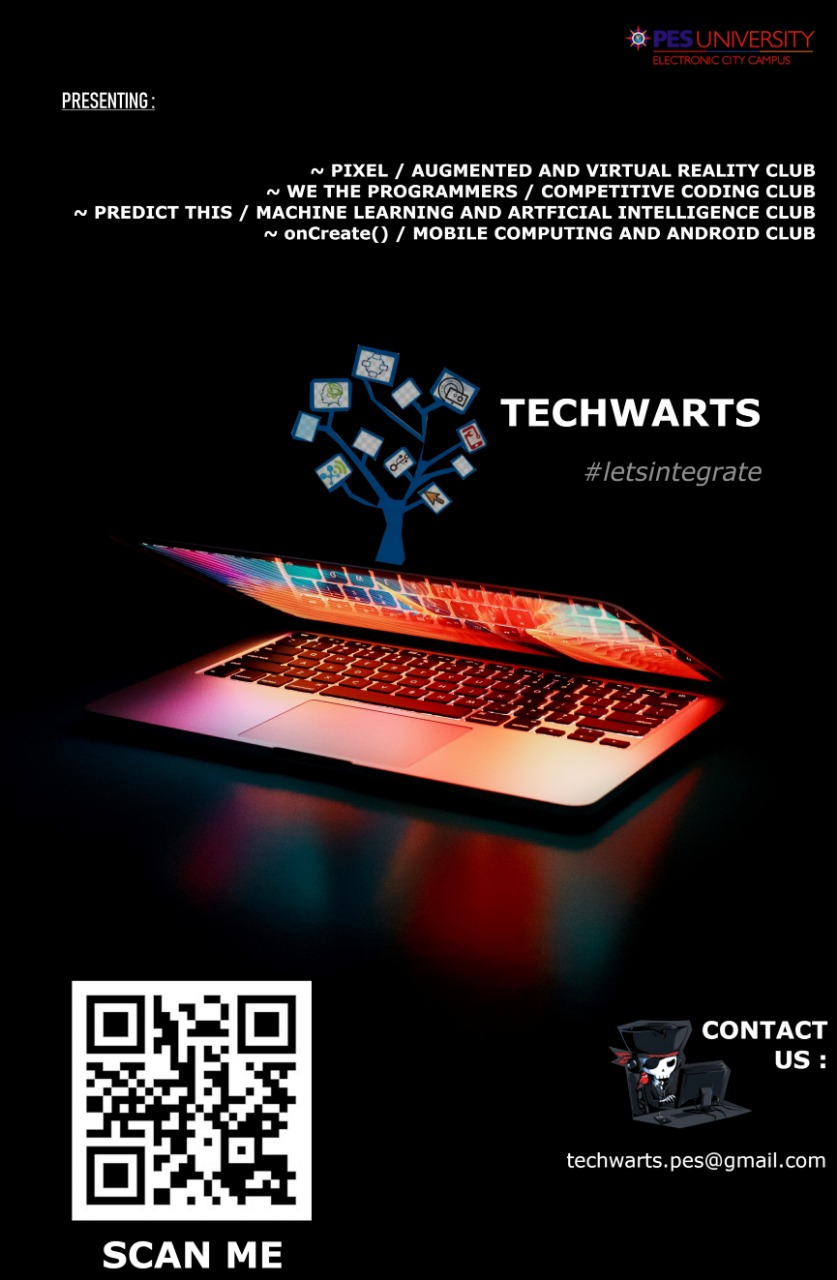 PES UNIVERSITY
ELECTRONIC CITY CAMPUS
PRESENTING :
~ PIXEL / AUGMENTED AND VIRTUAL REALITY CLUB
~ WE THE PROGRAMMERS / COMPETITIVE CODING CLUB
~ PREDICT THIS / MACHINE LEARNING AND ARTFICIAL INTELLIGENCE CLUB
~ onCreate() / MOBILE COMPUTING AND ANDROID CLUB
TECHWARTS
#letsintegrate
CONTACT
US :
techwarts.pes@gmail.com
SCAN ME